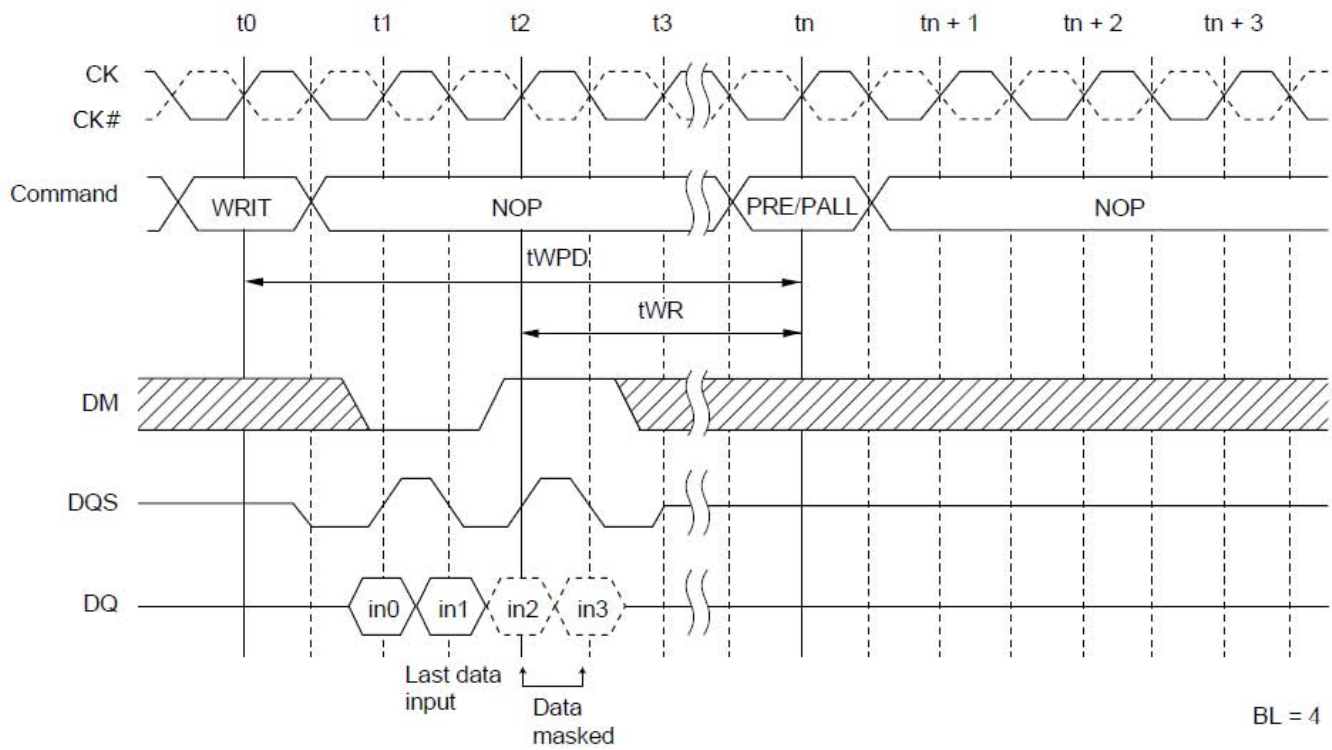 t0 t1 t2 t3 tn tn + 1 tn + 2 tn + 3
CK
CK#
Command
WRIT NOP PRE/PALL NOP
tWPD
tWR
DM
DQS
DQ
in0 in1 in2 in3
Last data
input
Data
masked
BL = 4